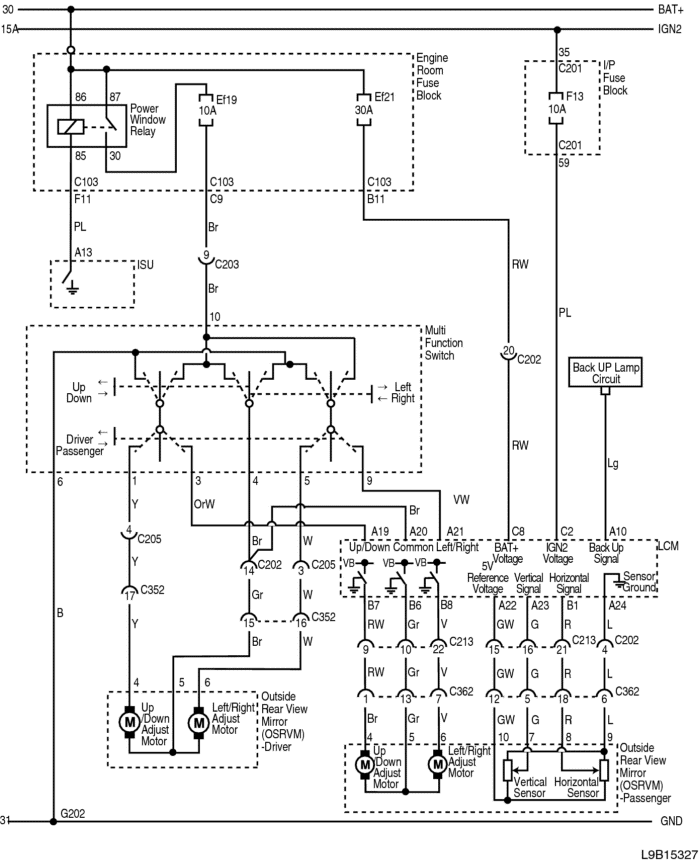 30 BAT+
15A IGN2
35
C201
I/P
Fuse
Block
F13
10A
C201
59
Engine
Room
Fuse
Block
86 87
Power
Window
Relay
85 30
Ef19
10A
Ef21
30A
C103 C103 C103
F11 C9 B11
PL
A13
ISU
Br
9
C203
Br
10
RW
20
C202
RW
PL
Back UP Lamp
Circuit
Lg
Multi
Function
Switch
Up
Down
Left
Right
Driver
Passenger
6 1 3 4 5 9
Y OrW Br VW
4
C205
Y
Br W
14 C202 3 C205
17 C352
Y
Gr W
15 16 C352
Br W
B
A19 A20 A21 C8 C2 A10
LCM
Up/Down Common Left/Right
VB VB VB
BAT+
Voltage
IGN2
Voltage
Back Up
Signal
5V
Reference
Voltage
Vertical
Signal
Horizontal
Signal
Sensor
Ground
B7 B6 B8 A22 A23 B1 A24
RW Gr V GW G R L
9 10 22 C213 15 16 21 C213 4 C202
RW Gr V GW G R L
1 13 7 C362 12 5 18 6 C362
Br Gr V GW G R L
4 5 6 10 7 8 9
4 5 6
M
Up
/Down
Adjust
Motor
M
Left/Right
Adjust
Motor
Outside
Rear View
Mirror
(OSRVM)
-Driver
M
Up
Down
Adjust
Motor
M
Left/Right
Adjust
Motor
Vertical
Sensor
Horizontal
Sensor
Outside
Rear View
Mirror
(OSRVM)
-Passenger
G202
31 GND
L9B15327